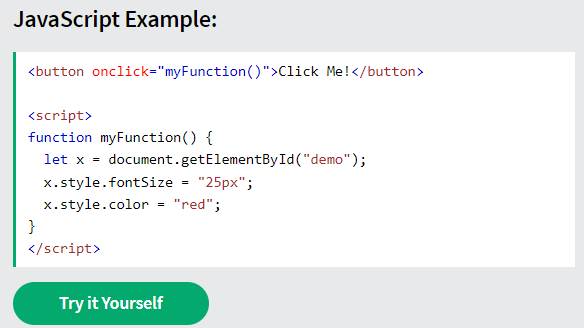 JavaScript Example:
<button onclick="myFunction()">Click Me!</button>
<script>
function myFunction() {
  let x = document.getElementById("demo");
  x.style.fontSize = "25px";
  x.style.color = "red";
}
</script>
Try it Yourself